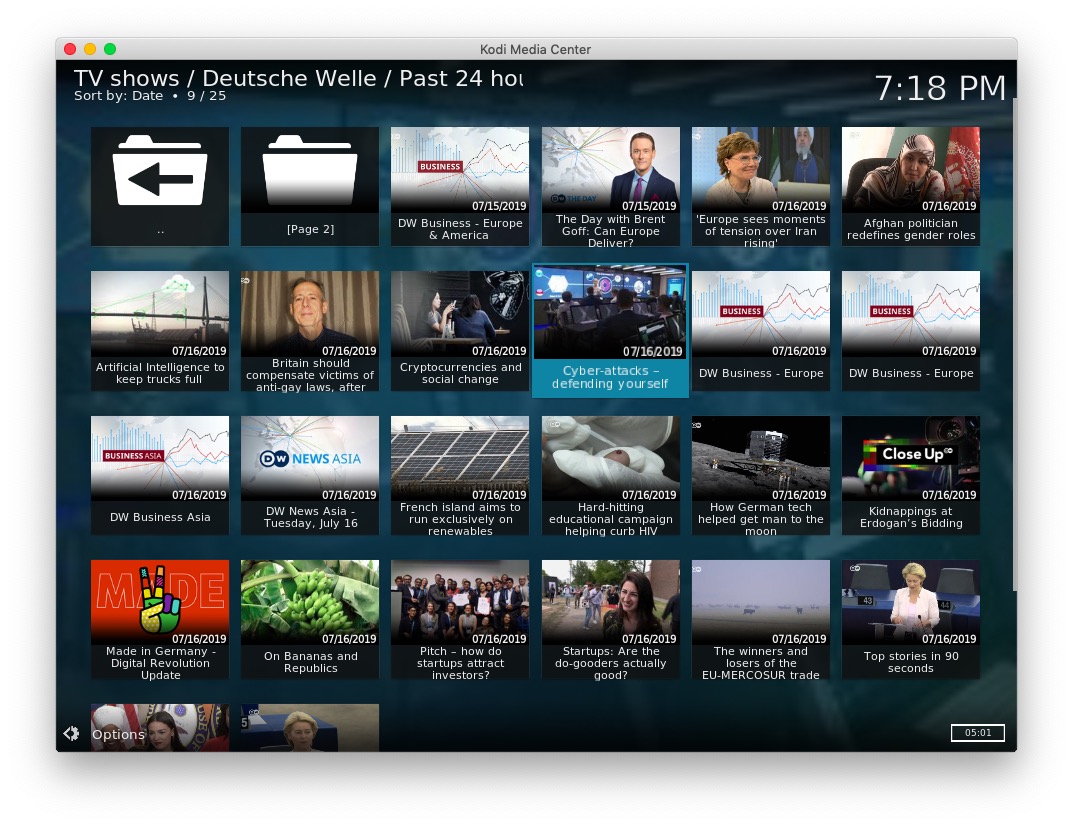 Kodi Media Center
TV shows / Deutsche Welle / Past 24 hou
Sort by: Date • 9 / 25
7:18 PM
..
[Page 2]
BUSINESS
07/15/2019
DW Business - Europe
& America
THE DAY
07/15/2019
The Day with Brent
Goff: Can Europe
Deliver?
07/16/2019
'Europe sees moments
of tension over Iran
rising'
07/16/2019
Afghan politician
redefines gender roles
07/16/2019
Artificial Intelligence to
keep trucks full
07/16/2019
Britain should
compensate victims of
anti-gay laws, after
07/16/2019
Cryptocurrencies and
social change
07/16/2019
Cyber-attacks –
defending yourself
BUSINESS
07/16/2019
DW Business - Europe
BUSINESS
07/16/2019
DW Business - Europe
BUSINESS ASIA
07/16/2019
DW Business Asia
DW NEWS ASIA
07/16/2019
DW News Asia -
Tuesday, July 16
07/16/2019
French island aims to
run exclusively on
renewables
07/16/2019
Hard-hitting
educational campaign
helping curb HIV
07/16/2019
How German tech
helped get man to the
moon
Close Up
07/16/2019
Kidnappings at
Erdogan’s Bidding
MADE
07/16/2019
Made in Germany -
Digital Revolution
Update
07/16/2019
On Bananas and
Republics
07/16/2019
Pitch – how do
startups attract
investors?
07/16/2019
Startups: Are the
do-gooders actually
good?
07/16/2019
The winners and
losers of the
EU-MERCOSUR trade
43
44
07/16/2019
Top stories in 90
seconds
Options
05:01